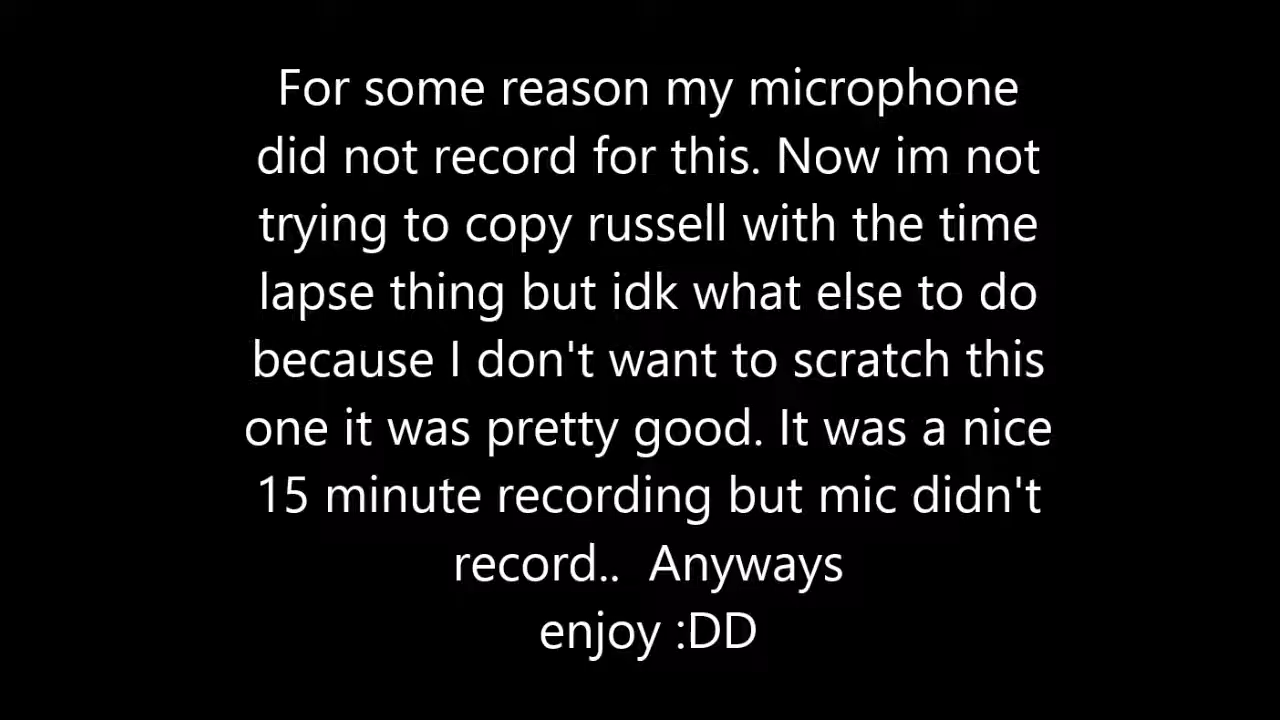 For some reason my microphone
did not record for this. Now im not
trying to copy russell with the time
lapse thing but idk what else to do
because I don't want to scratch this
one it was pretty good. It was a nice
15 minute recording but mic didn't
record..  Anyways
enjoy :DD